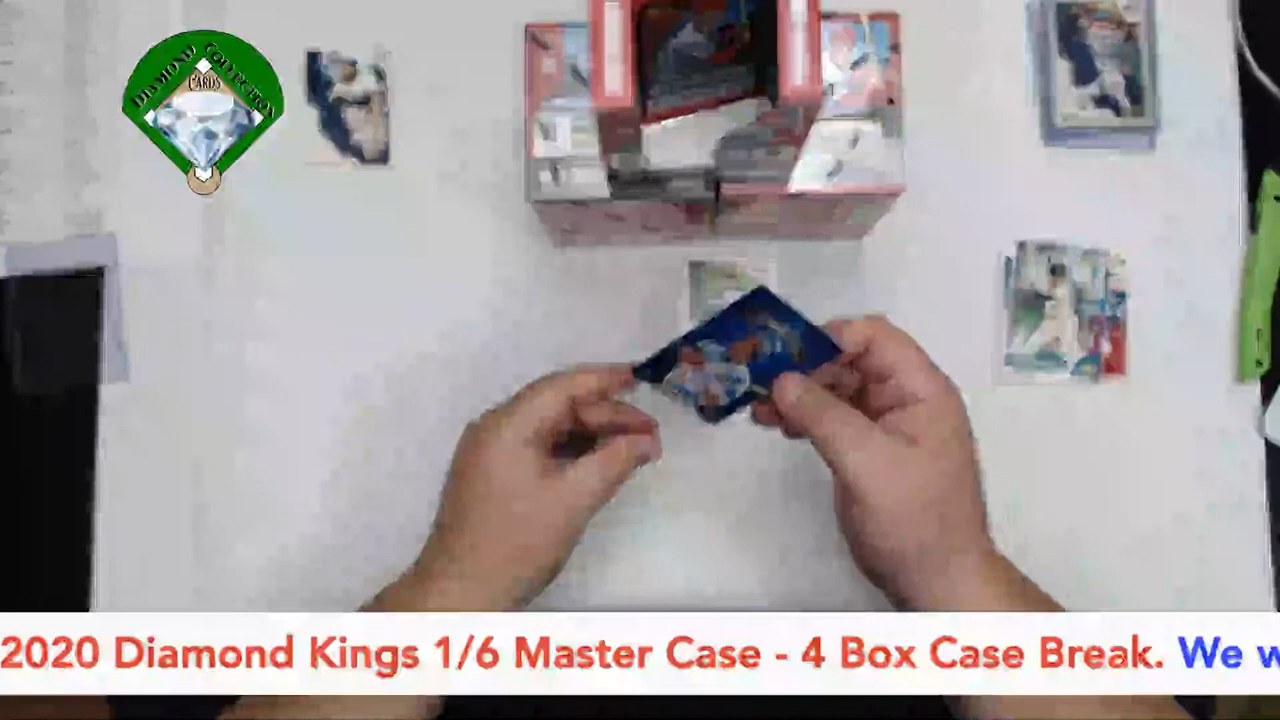 DIAMOND COLLECTION
CARDS
2020 Diamond Kings 1/6 Master Case - 4 Box Case Break. We w